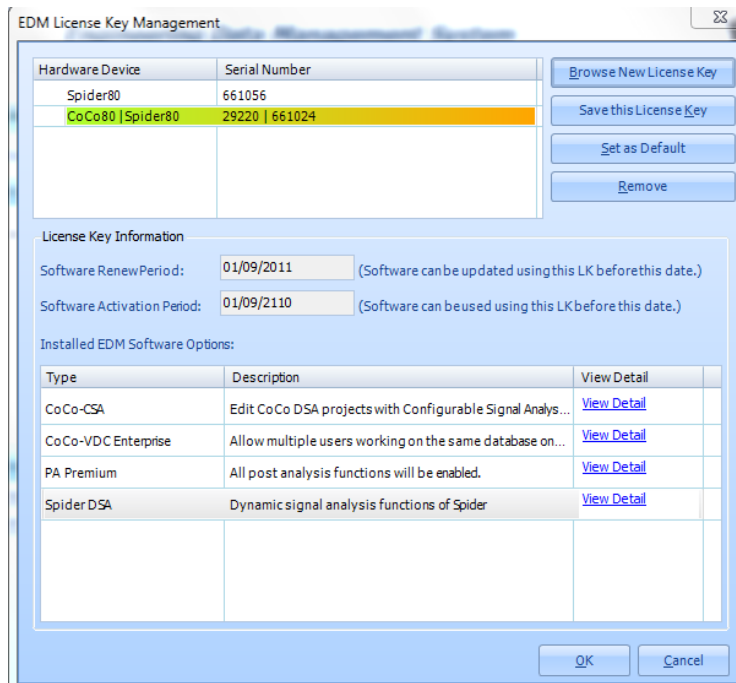 EDM License Key Management
Engineering Data Management System
Hardware Device Serial Number
Spider80 661056
CoCo80 |Spider80 29220 | 661024
Browse New License Key
Save this License Key
Set as Default
Remove
License Key Information
Software Renew Period: 01/09/2011 (Software can be updated using this LK before this date.)
Software Activation Period: 01/09/2110 (Software can be used using this LK before this date.)
Installed EDM Software Options:
Type Description View Detail
CoCo-CSA Edit CoCo DSA projects with Configurable Signal Analys... View Detail
CoCo-VDC Enterprise Allow multiple users working on the same database on... View Detail
PA Premium All post analysis functions will be enabled. View Detail
Spider DSA Dynamic signal analysis functions of Spider View Detail
OK Cancel